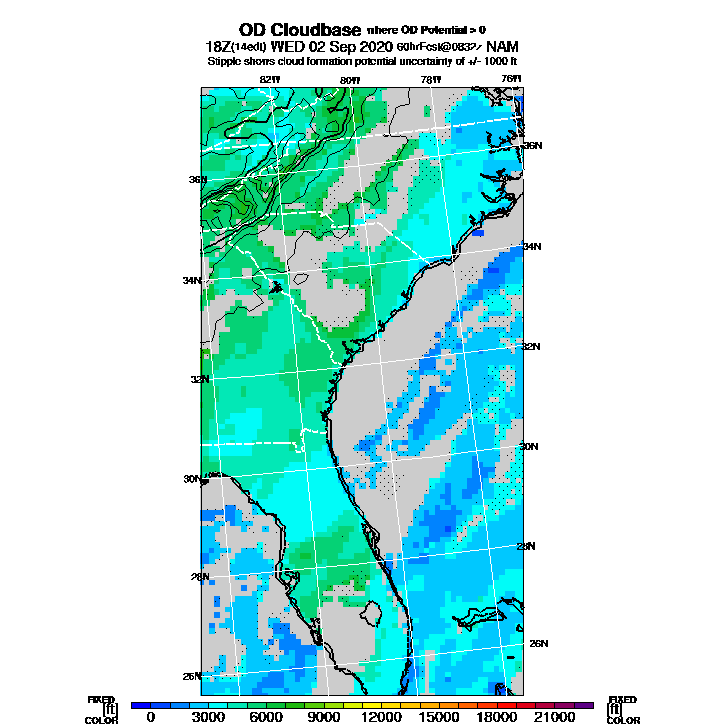 OD Cloudbase where OD Potential > 0
18Z(14edt) WED 02 Sep 2020 60hrFcst@0832z NAM
Stipple shows cloud formation potential uncertainty of +/- 1000 ft
82W 80W 78W 76W
36N
36N
34N
34N
32N
32N
30N
30N
28N
28N
26N
26N
FIXED FIXED
[ft] [ft]
COLOR COLOR
0 3000 6000 9000 12000 15000 18000 21000